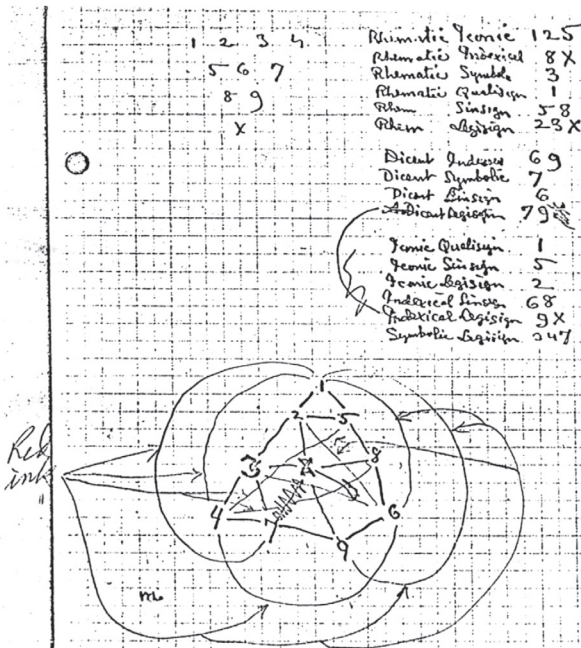 1 2 3 4
5 6 7
8 9
X
Rhematic Iconic 125
Rhematic Indexical 8X
Rhematic Symbols 3
Rhematic Qualisign 1
Rhem Sinsign 58
Rhem Legisign 23X
Dicent Indexes 69
Dicent Symbolic 7
Dicent Sinsign 6
Dicent Legisign 79
Iconic Qualisign 1
Iconic Sinsign 5
Iconic Legisign 2
Indexical Sinsign 68
Indexical Legisign 9X
Symbolic Legisign 347
1
2 5
3 8
4 7 6
9
Red
ink
"